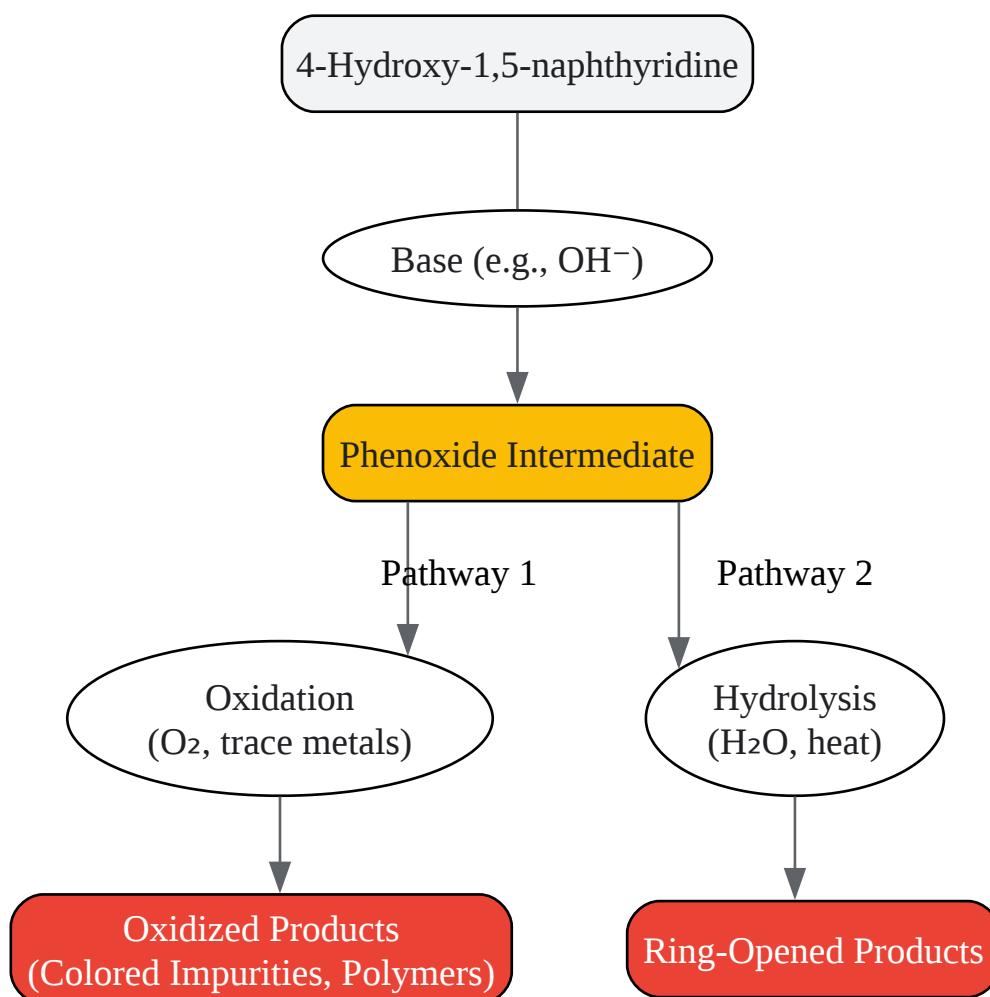 4-Hydroxy-1,5-naphthyridine
Base (e.g., OH⁻)
Phenoxide Intermediate
Pathway 1
Pathway 2
Oxidation
(O₂, trace metals)
Hydrolysis
(H₂O, heat)
Oxidized Products
(Colored Impurities, Polymers)
Ring-Opened Products